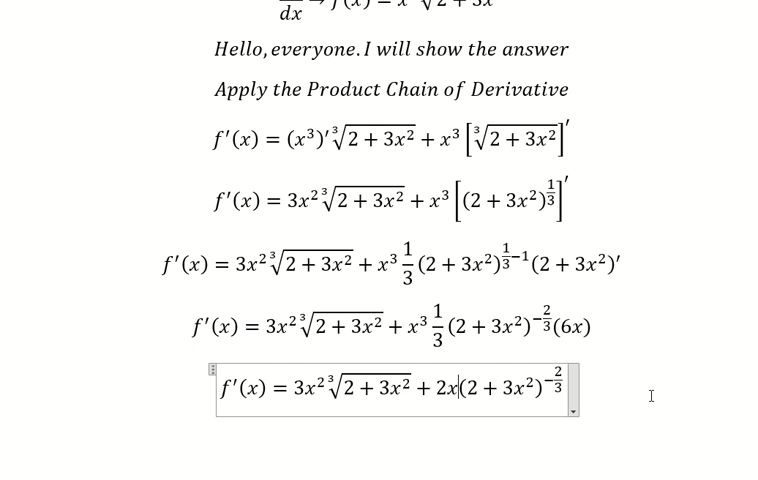 dx
Hello, everyone. I will show the answer
Apply the Product Chain of Derivative
f'(x) = (x³)'∛(2 + 3x²) + x³[∛(2 + 3x²)]'
f'(x) = 3x²∛(2 + 3x²) + x³[(2 + 3x²)^(1/3)]'
f'(x) = 3x²∛(2 + 3x²) + x³ 1/3 (2 + 3x²)^(1/3−1)(2 + 3x²)'
f'(x) = 3x²∛(2 + 3x²) + x³ 1/3 (2 + 3x²)^(−2/3)(6x)
f'(x) = 3x²∛(2 + 3x²) + 2x(2 + 3x²)^(−2/3)